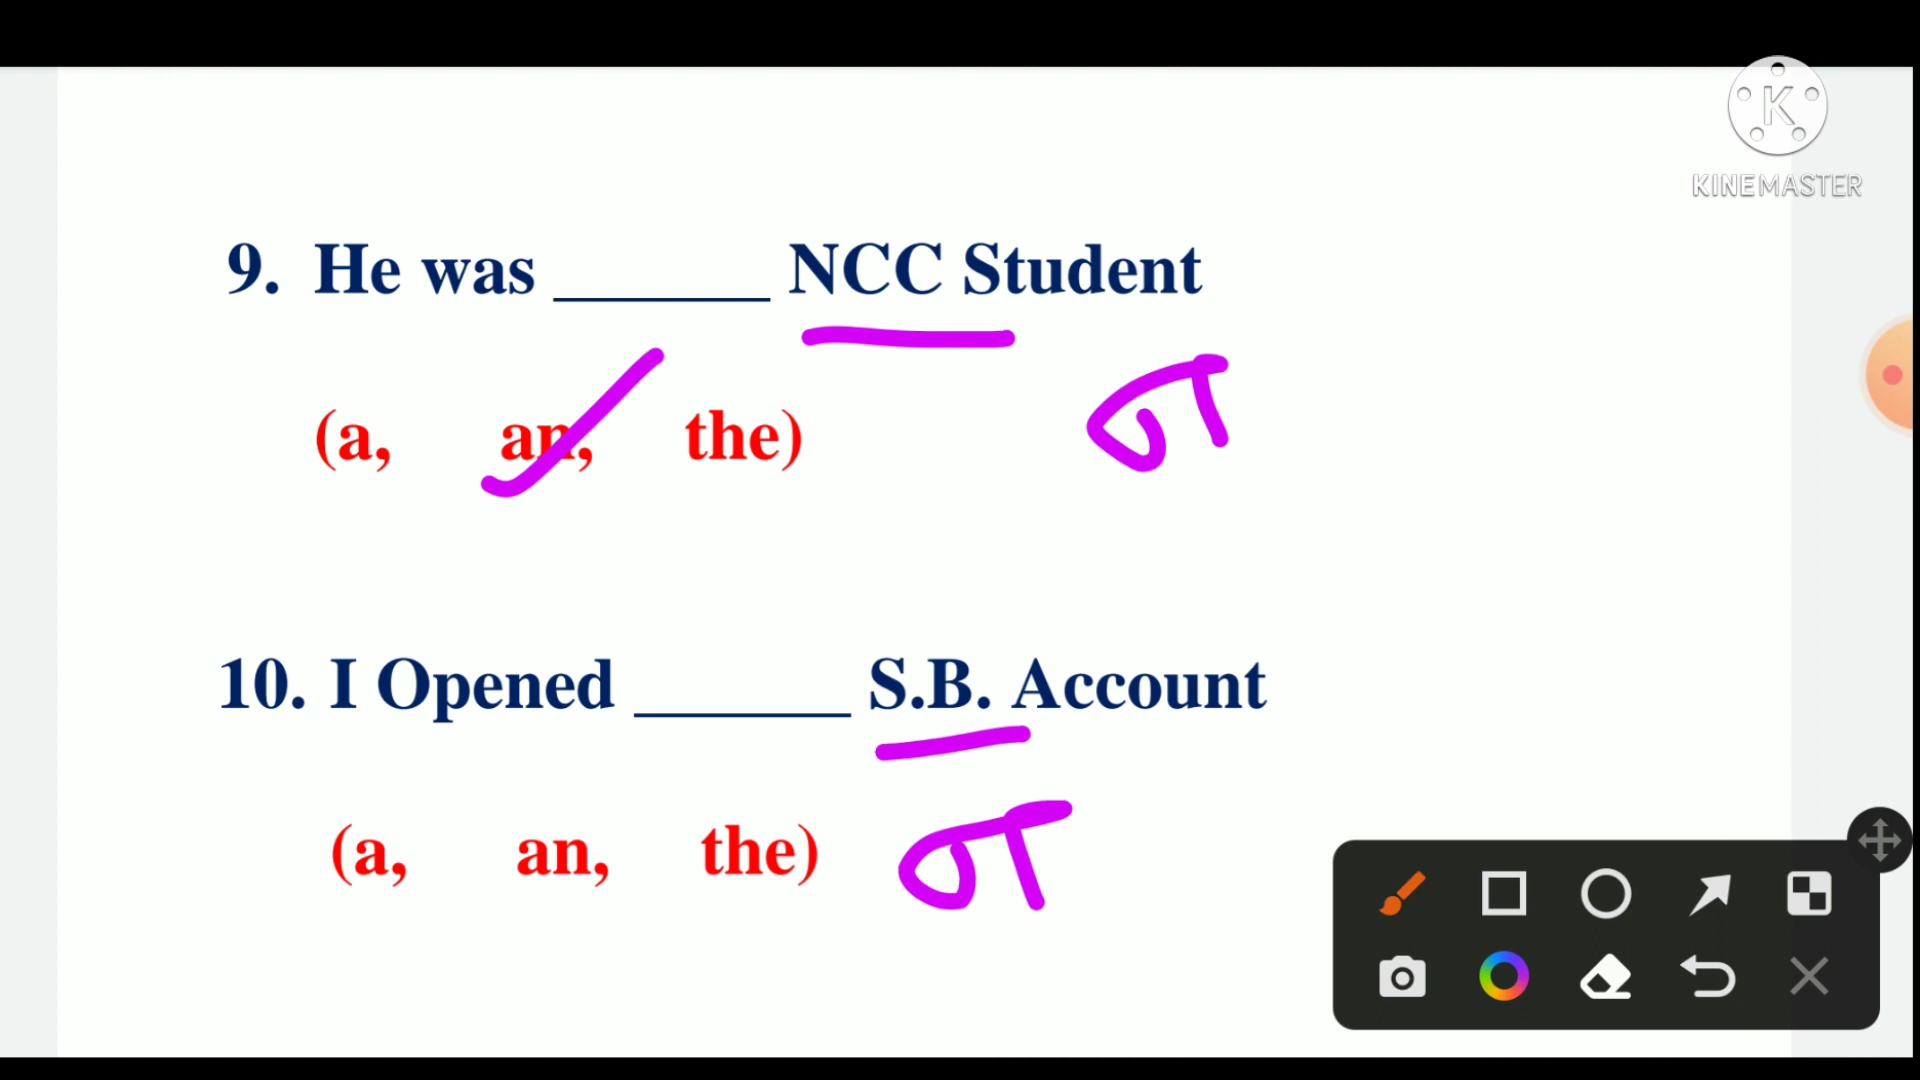 KINEMASTER
9. He was ______ NCC Student
(a, an, the)
10. I Opened ______ S.B. Account
(a, an, the)